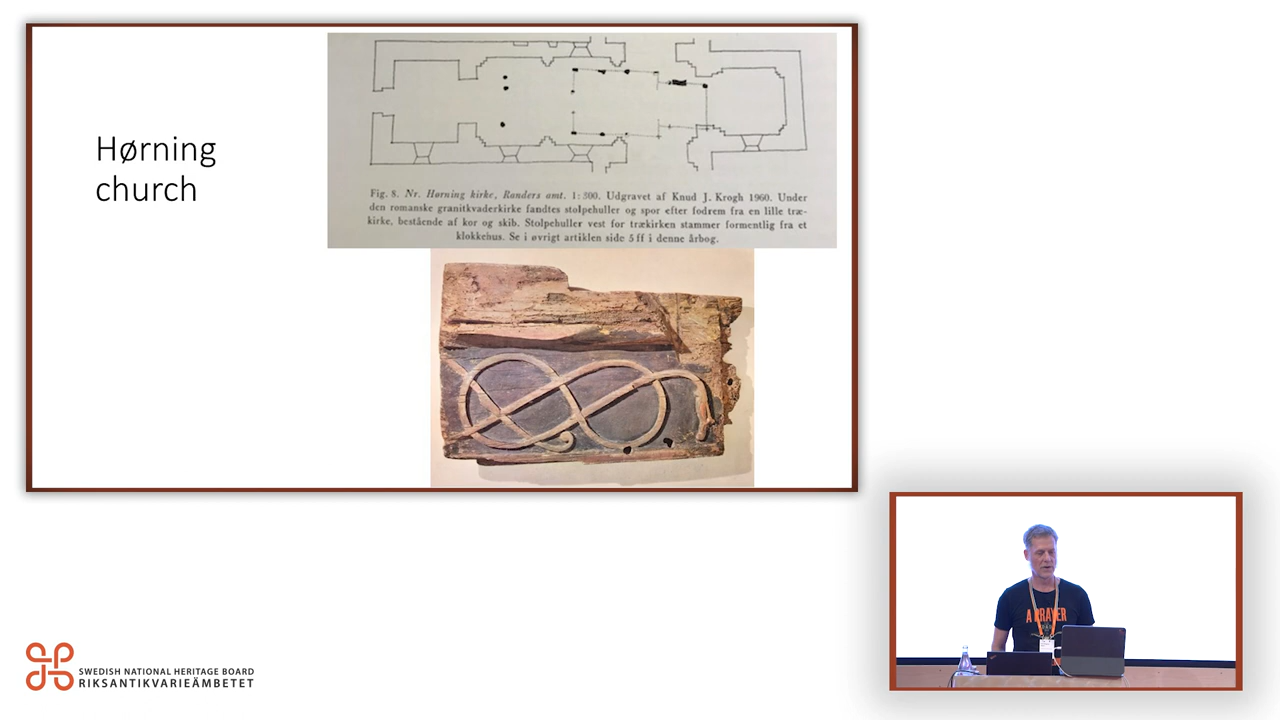 Hørning
church
Fig. 8. Nr. Hørning kirke, Randers amt. 1:300. Udgravet af Knud J. Krogh 1960. Under
den romanske granitkvaderkirke fandtes stolpehuller og spor efter fodrem fra en lille træ-
kirke, bestående af kor og skib. Stolpehuller vest for trækirken stammer formentlig fra et
klokkehus. Se i øvrigt artiklen side 5 ff i denne årbog.
A PRAYER
SWEDISH NATIONAL HERITAGE BOARD
RIKSANTIKVARIEÄMBETET